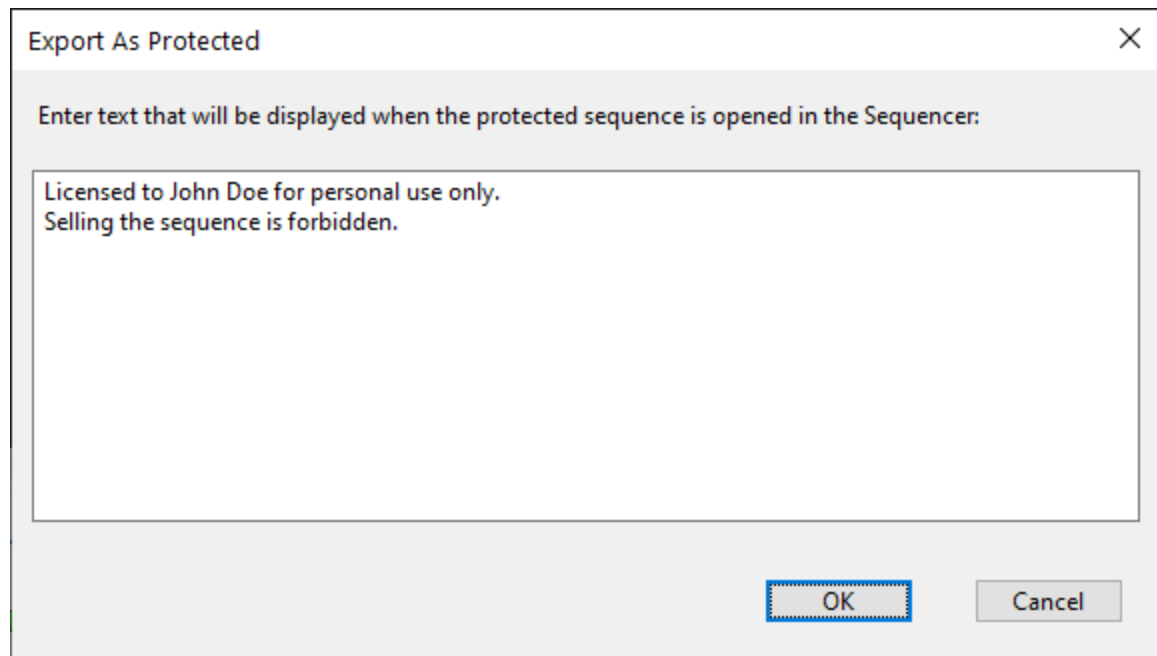 Export As Protected
Enter text that will be displayed when the protected sequence is opened in the Sequencer:
Licensed to John Doe for personal use only.
Selling the sequence is forbidden.
OK
Cancel